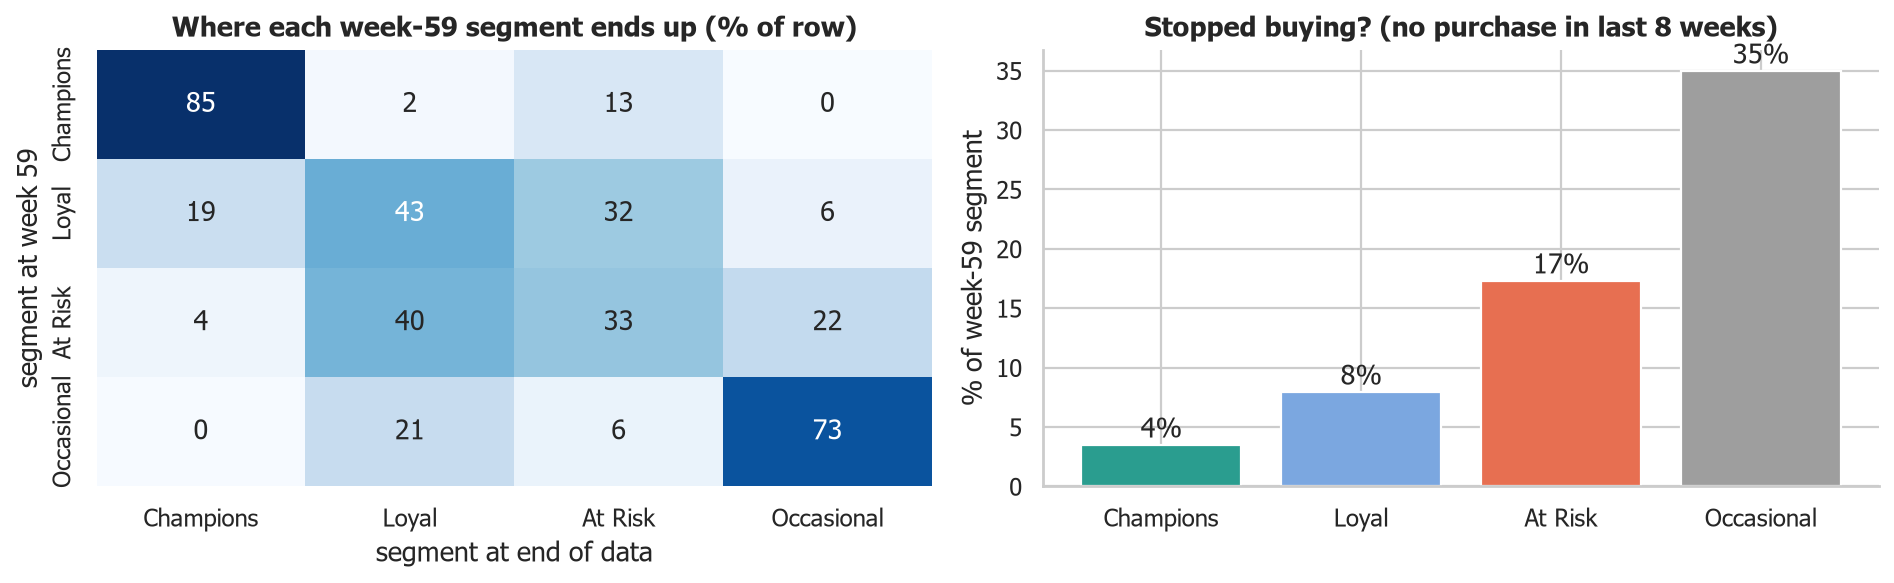 Where each week-59 segment ends up (% of row)
segment at week 59
Champions
Loyal
At Risk
Occasional
85 2 13 0
19 43 32 6
4 40 33 22
0 21 6 73
Champions Loyal At Risk Occasional
segment at end of data
Stopped buying? (no purchase in last 8 weeks)
% of week-59 segment
35
30
25
20
15
10
5
0
4%
8%
17%
35%
Champions Loyal At Risk Occasional